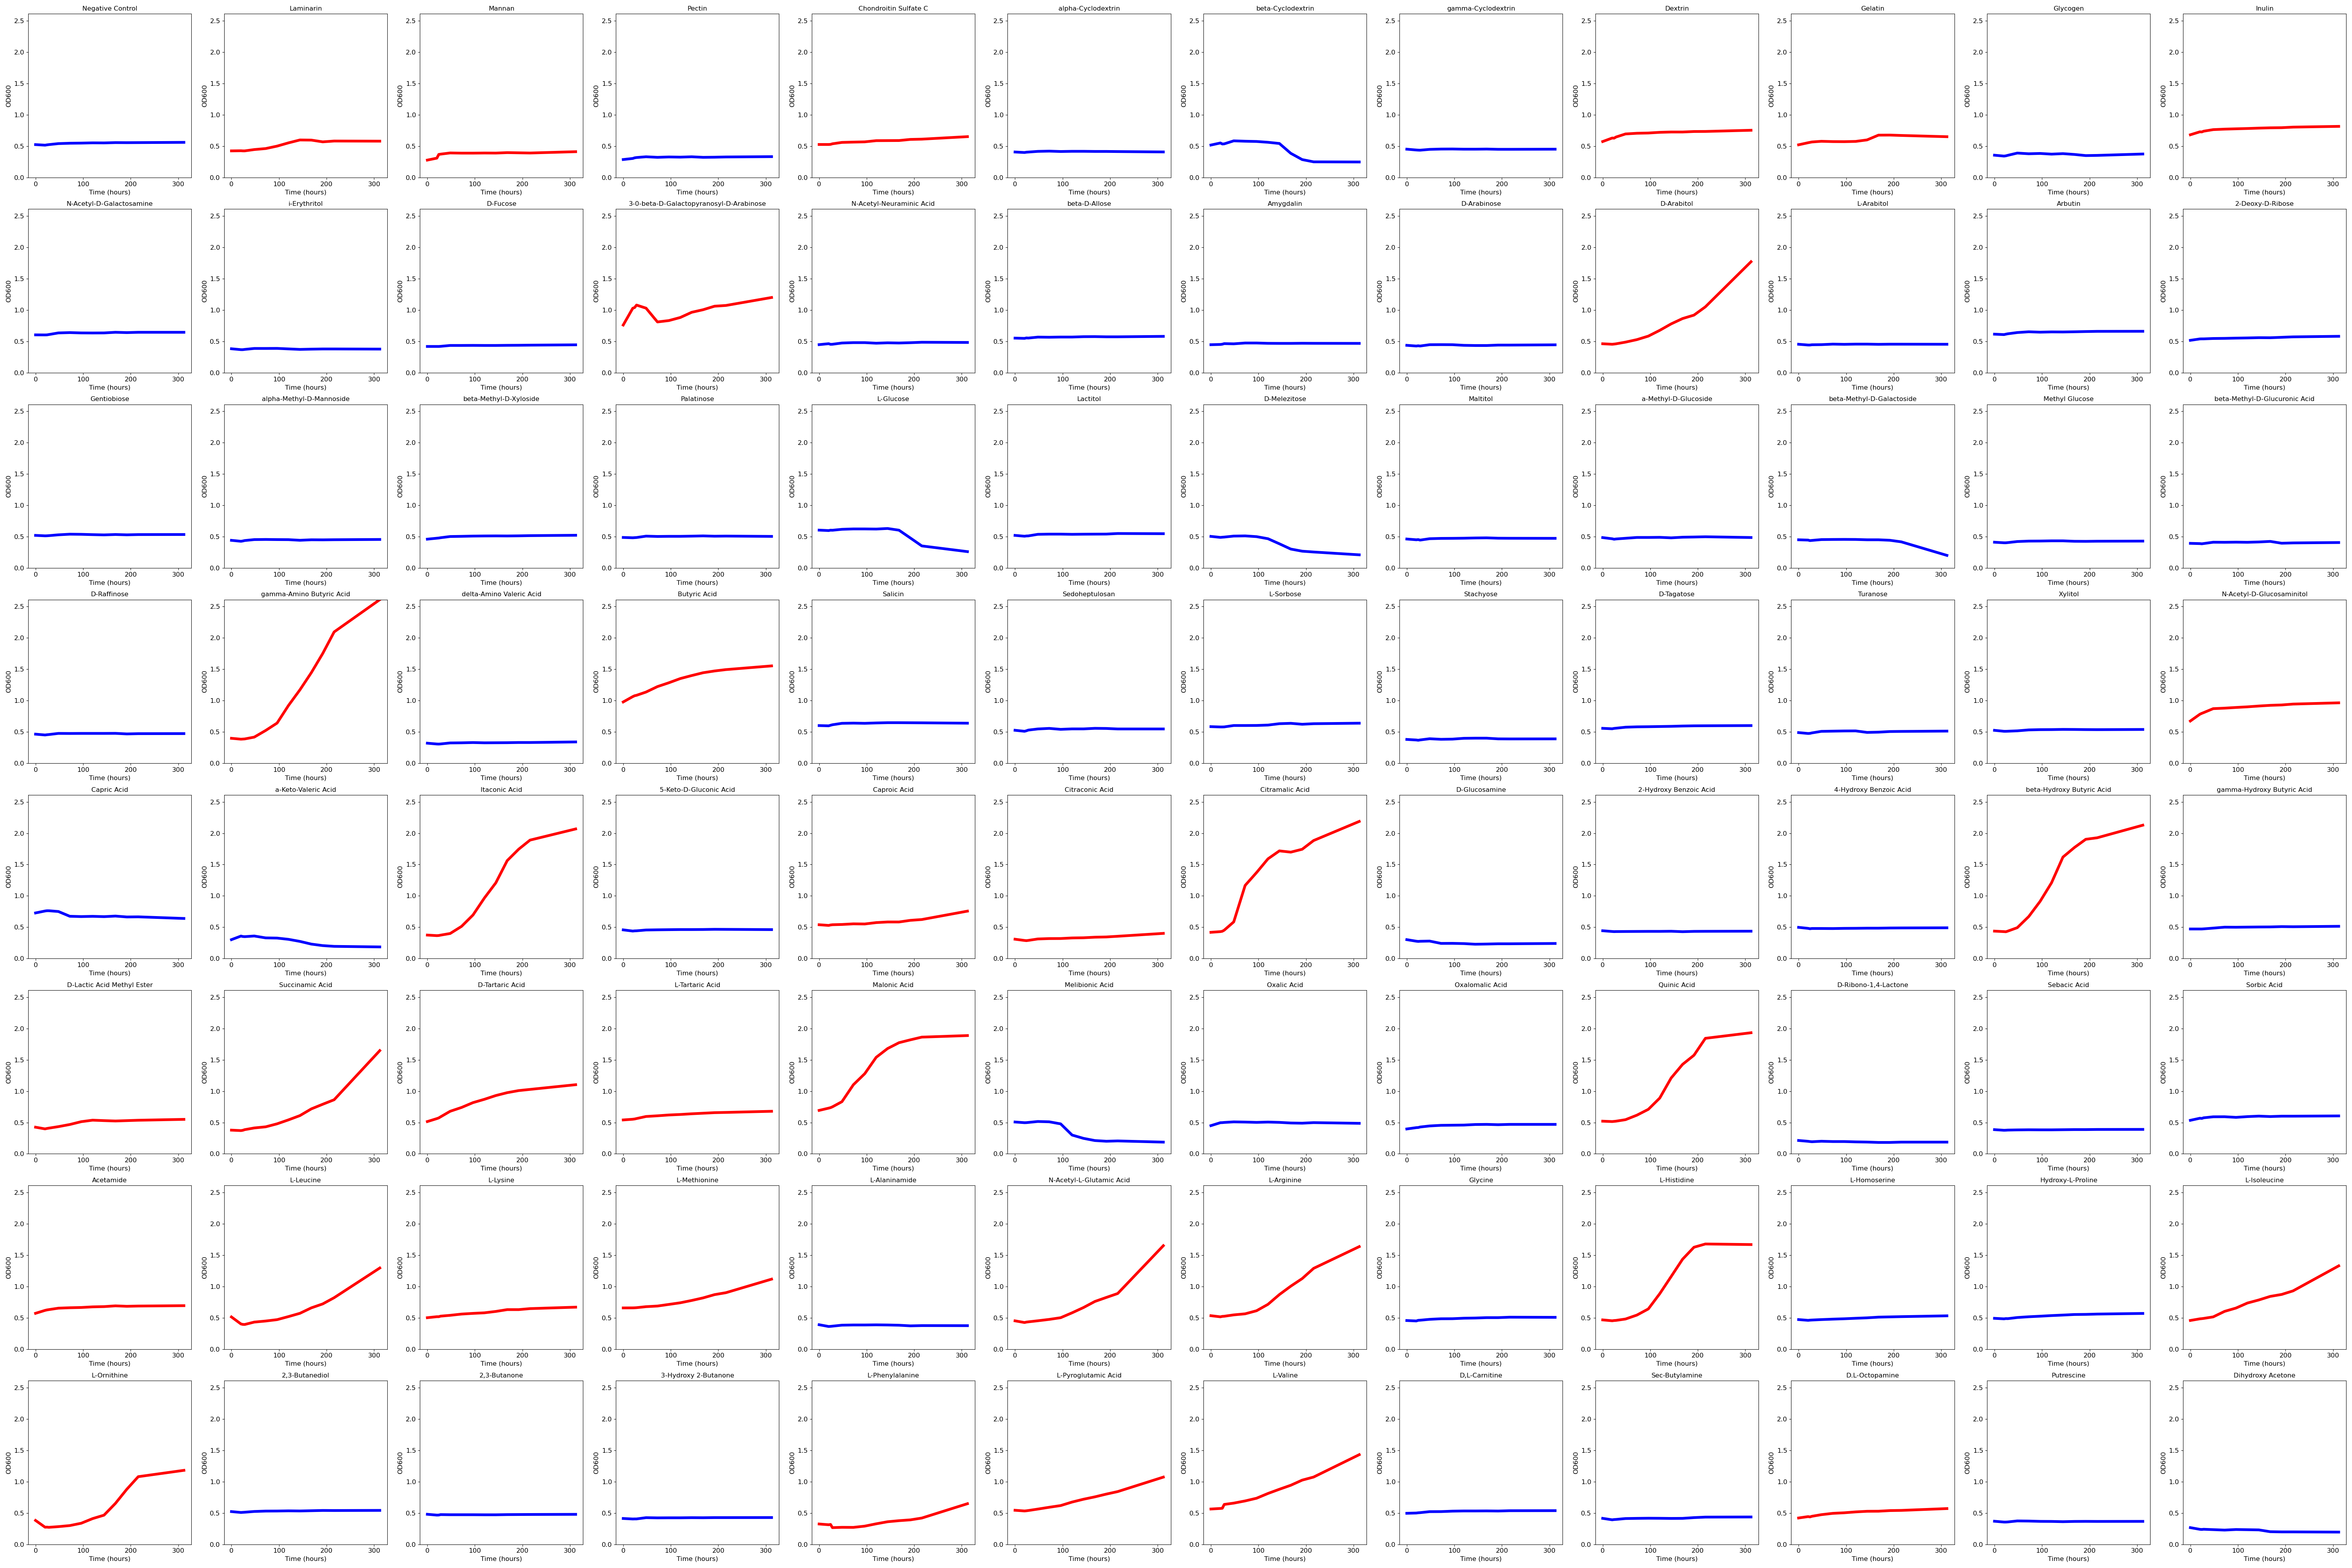 Negative Control
Laminarin
Mannan
Pectin
Chondroitin Sulfate C
alpha-Cyclodextrin
beta-Cyclodextrin
gamma-Cyclodextrin
Dextrin
Gelatin
Glycogen
Inulin
N-Acetyl-D-Galactosamine
i-Erythritol
D-Fucose
3-0-beta-D-Galactopyranosyl-D-Arabinose
N-Acetyl-Neuraminic Acid
beta-D-Allose
Amygdalin
D-Arabinose
D-Arabitol
L-Arabitol
Arbutin
2-Deoxy-D-Ribose
Gentiobiose
alpha-Methyl-D-Mannoside
beta-Methyl-D-Xyloside
Palatinose
L-Glucose
Lactitol
D-Melezitose
Maltitol
a-Methyl-D-Glucoside
beta-Methyl-D-Galactoside
Methyl Glucose
beta-Methyl-D-Glucuronic Acid
D-Raffinose
gamma-Amino Butyric Acid
delta-Amino Valeric Acid
Butyric Acid
Salicin
Sedoheptulosan
L-Sorbose
Stachyose
D-Tagatose
Turanose
Xylitol
N-Acetyl-D-Glucosaminitol
Capric Acid
a-Keto-Valeric Acid
Itaconic Acid
5-Keto-D-Gluconic Acid
Caproic Acid
Citraconic Acid
Citramalic Acid
D-Glucosamine
2-Hydroxy Benzoic Acid
4-Hydroxy Benzoic Acid
beta-Hydroxy Butyric Acid
gamma-Hydroxy Butyric Acid
D-Lactic Acid Methyl Ester
Succinamic Acid
D-Tartaric Acid
L-Tartaric Acid
Malonic Acid
Melibionic Acid
Oxalic Acid
Oxalomalic Acid
Quinic Acid
D-Ribono-1,4-Lactone
Sebacic Acid
Sorbic Acid
Acetamide
L-Leucine
L-Lysine
L-Methionine
L-Alaninamide
N-Acetyl-L-Glutamic Acid
L-Arginine
Glycine
L-Histidine
L-Homoserine
Hydroxy-L-Proline
L-Isoleucine
L-Ornithine
2,3-Butanediol
2,3-Butanone
3-Hydroxy 2-Butanone
L-Phenylalanine
L-Pyroglutamic Acid
L-Valine
D,L-Carnitine
Sec-Butylamine
D.L-Octopamine
Putrescine
Dihydroxy Acetone
OD600
2.5
2.0
1.5
1.0
0.5
0.0
0 100 200 300
Time (hours)